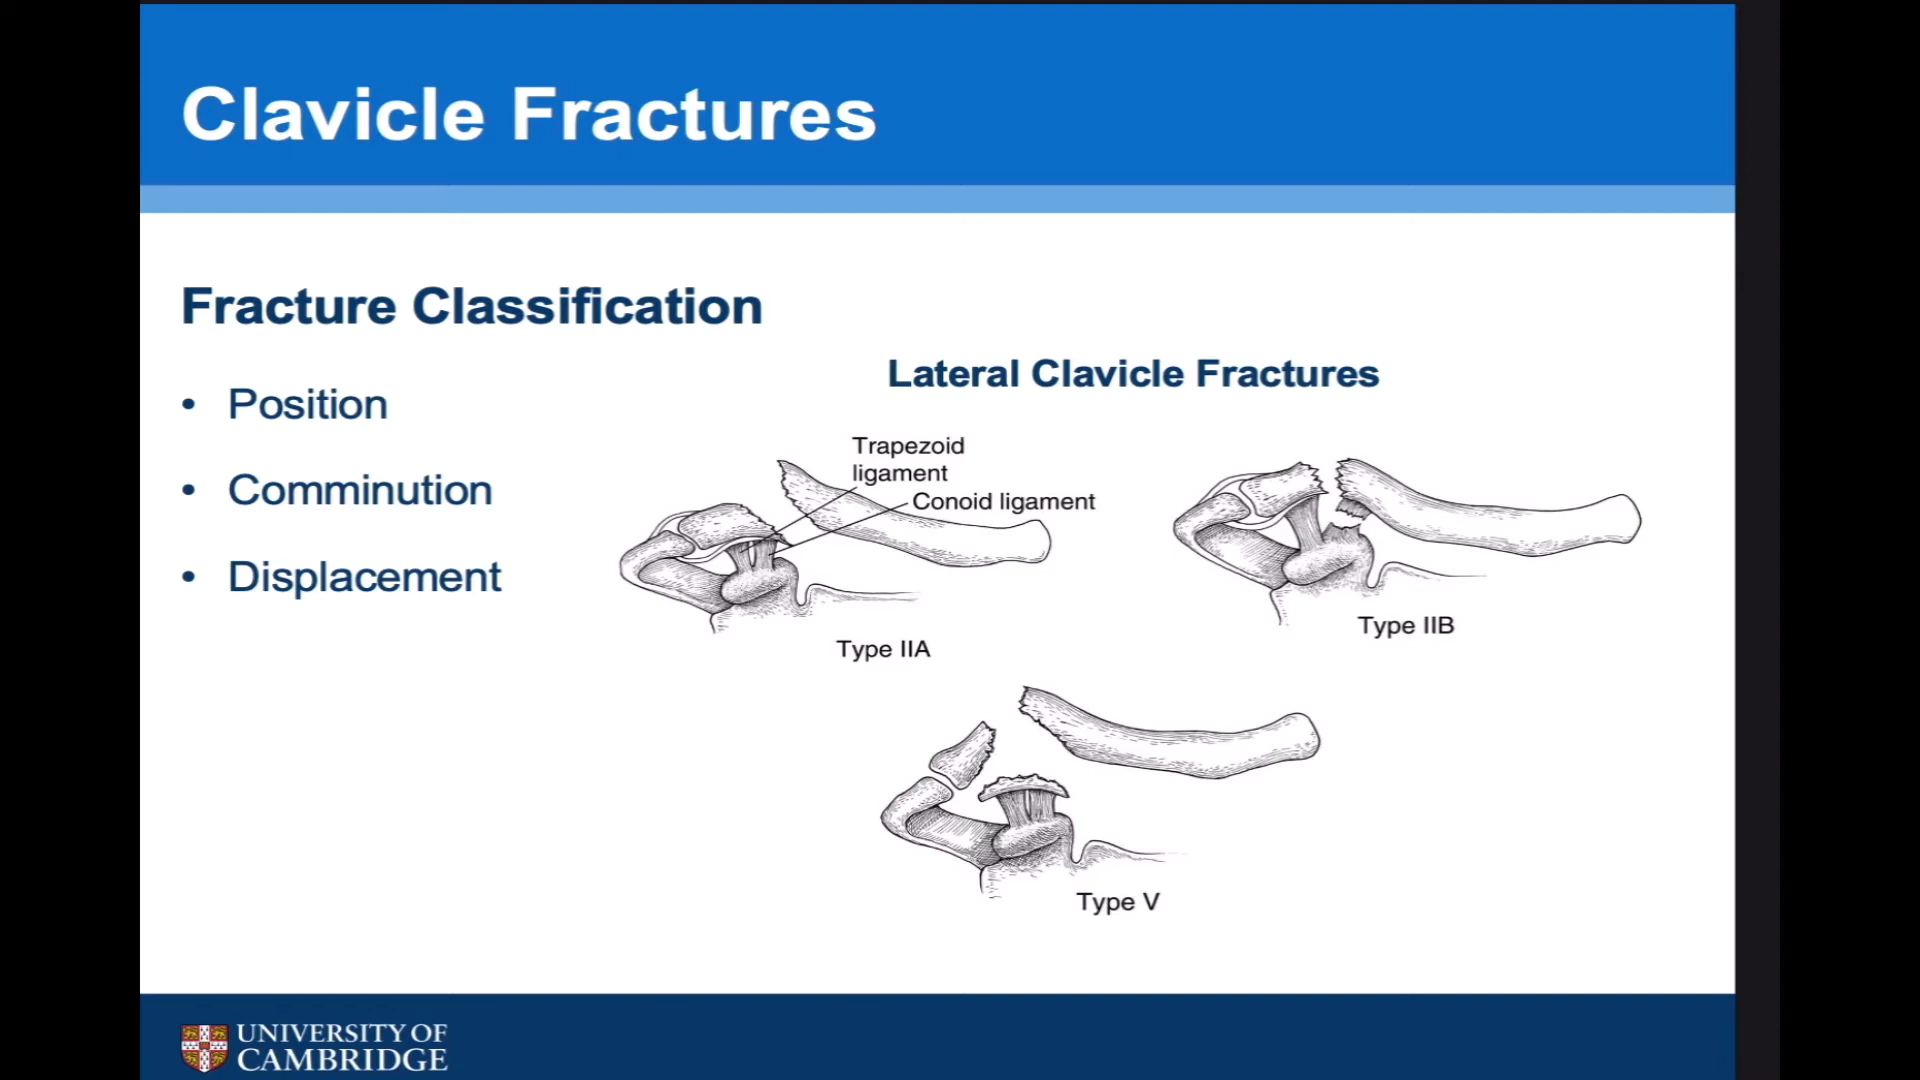 Clavicle Fractures
Fracture Classification
• Position
• Comminution
• Displacement
Lateral Clavicle Fractures
Trapezoid
ligament
Conoid ligament
Type IIA
Type IIB
Type V
UNIVERSITY OF
CAMBRIDGE